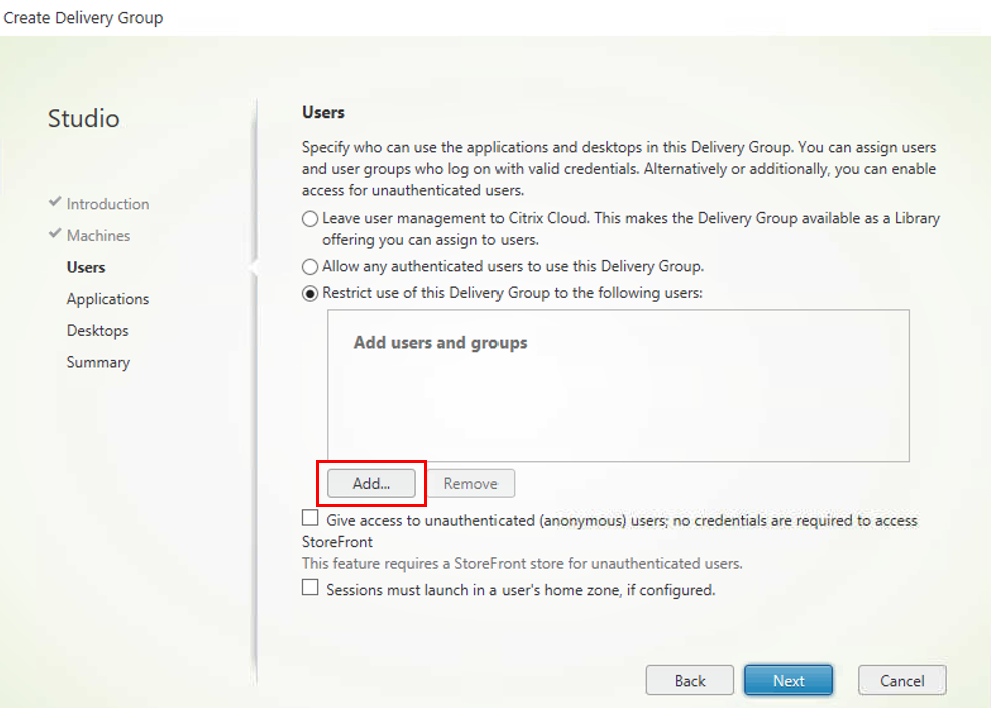 Create Delivery Group
Studio
Introduction
Machines
Users
Applications
Desktops
Summary
Users
Specify who can use the applications and desktops in this Delivery Group. You can assign users
and user groups who log on with valid credentials. Alternatively or additionally, you can enable
access for unauthenticated users.
Leave user management to Citrix Cloud. This makes the Delivery Group available as a Library
offering you can assign to users.
Allow any authenticated users to use this Delivery Group.
Restrict use of this Delivery Group to the following users:
Add users and groups
Add...
Remove
Give access to unauthenticated (anonymous) users; no credentials are required to access
StoreFront
This feature requires a StoreFront store for unauthenticated users.
Sessions must launch in a user's home zone, if configured.
Back
Next
Cancel